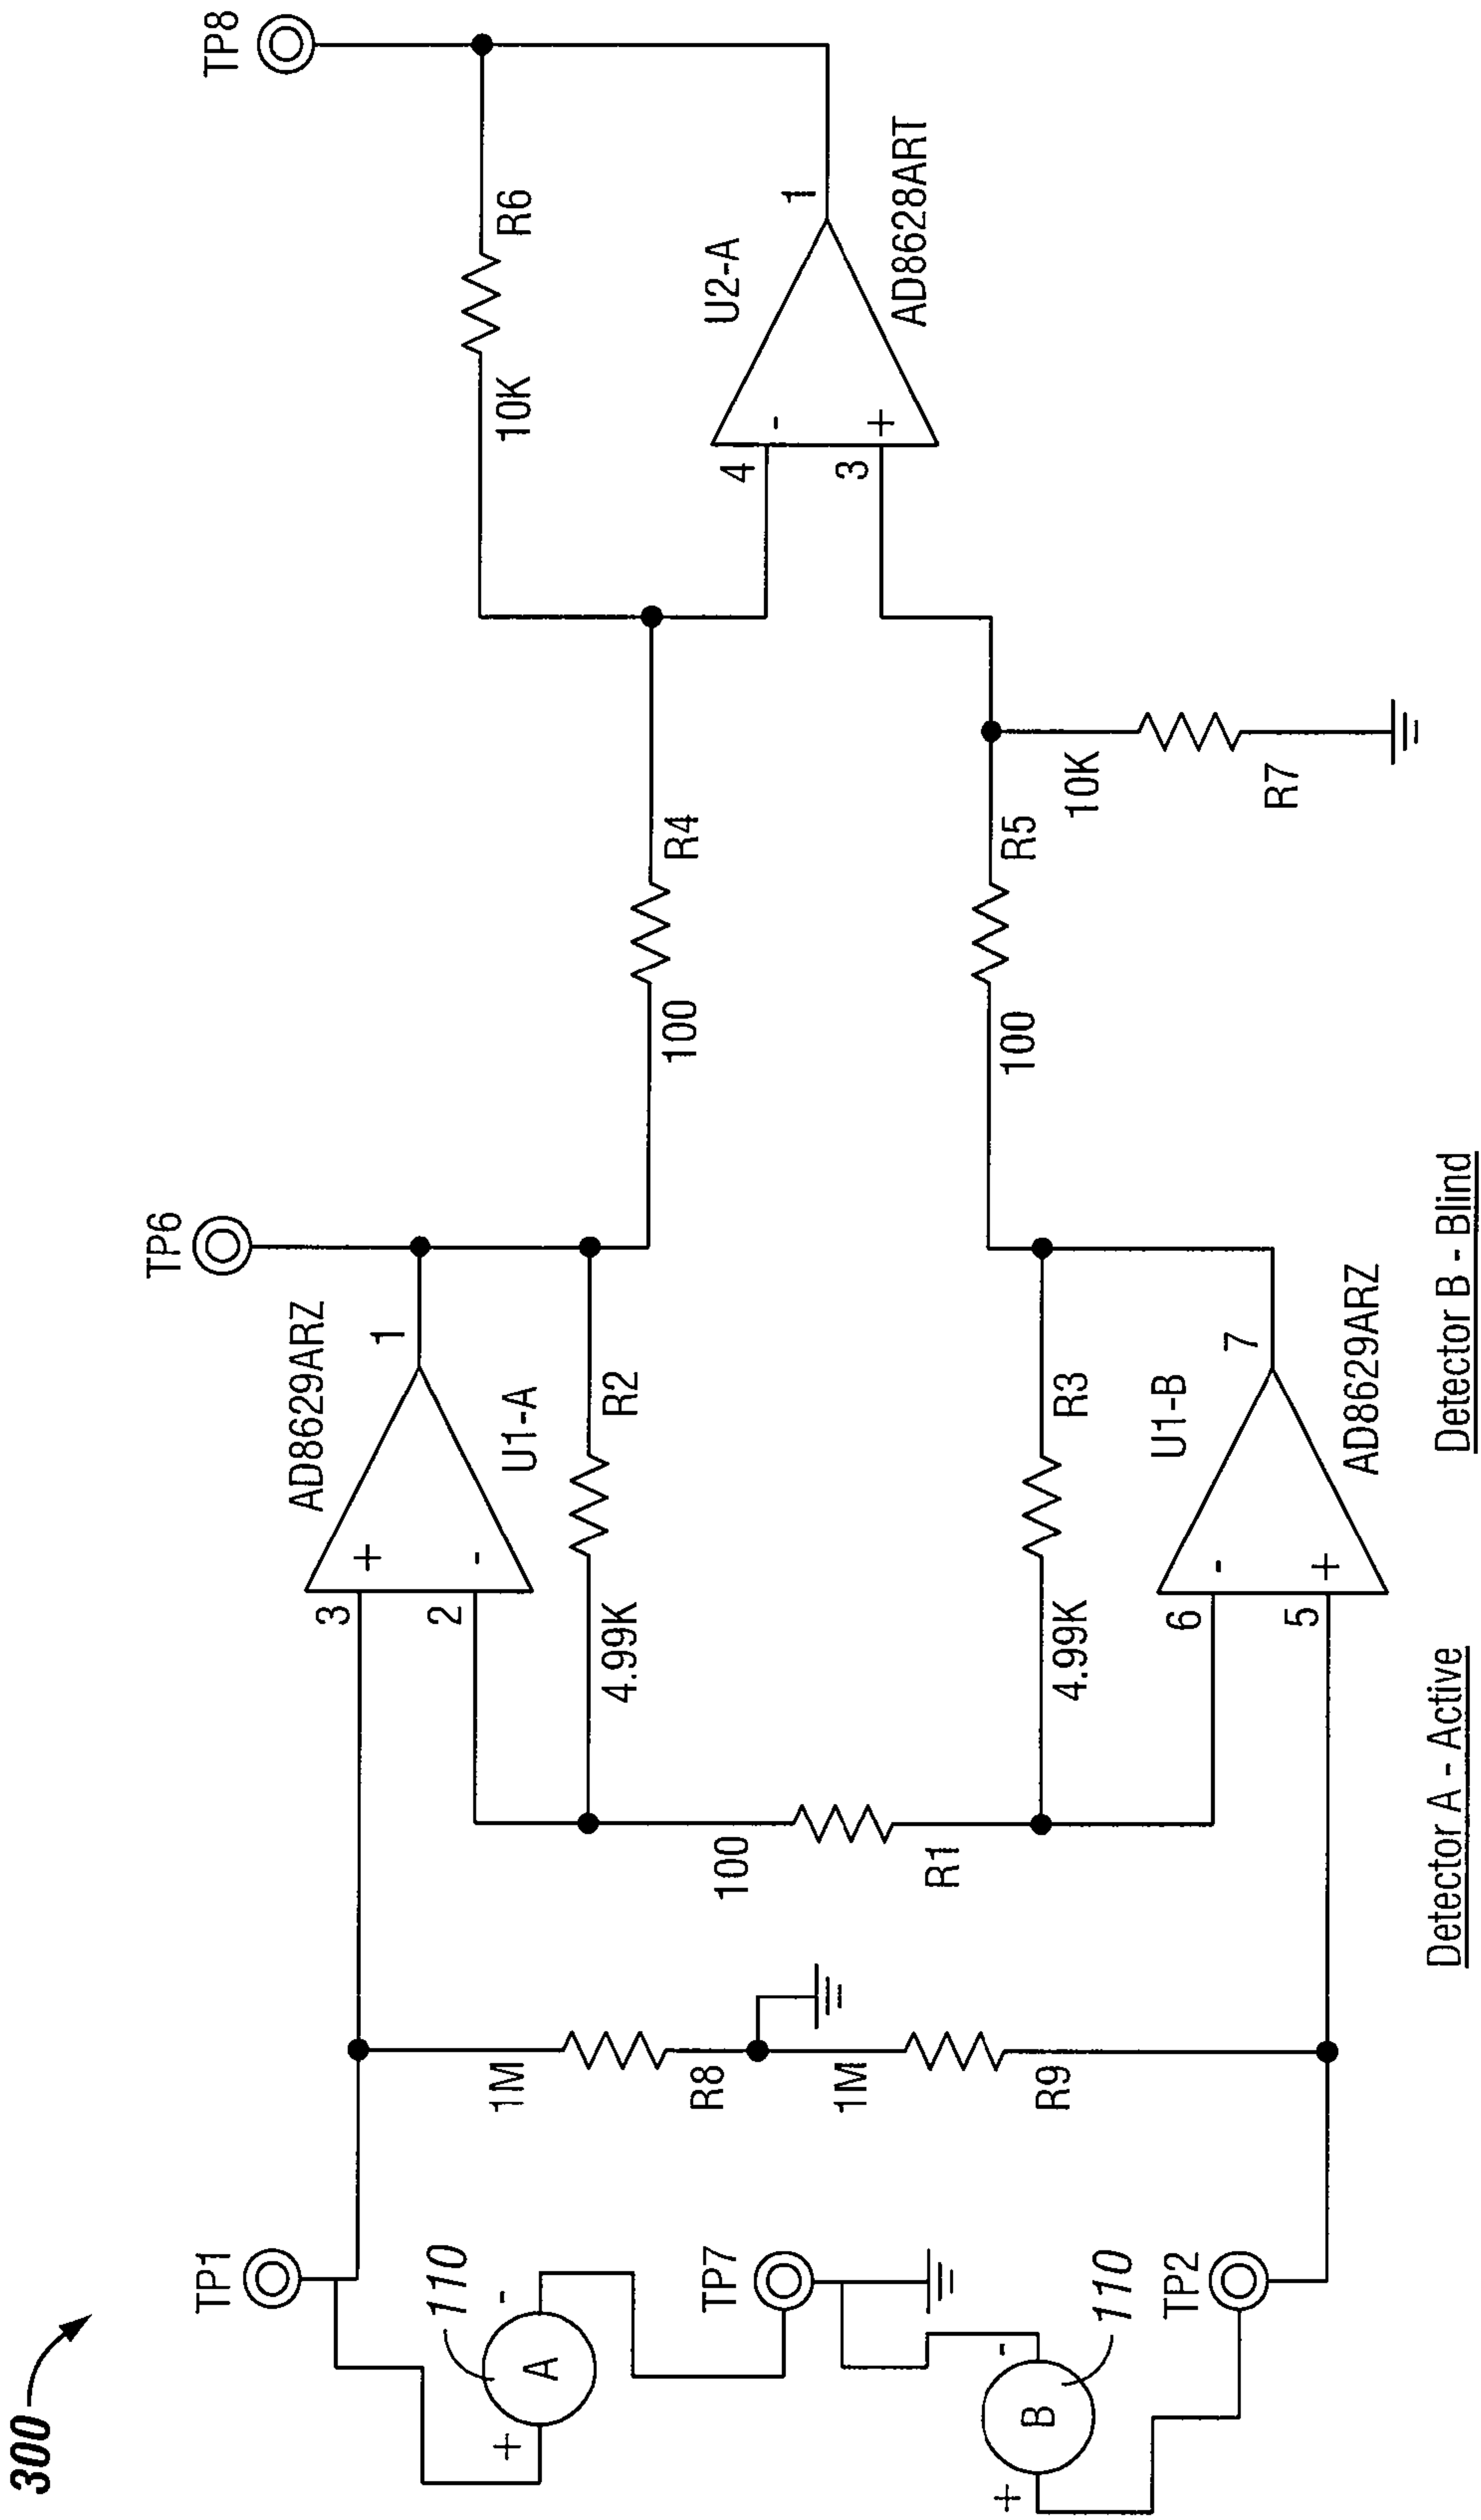 300
TP1
+
A
-
110
TP7
B
+
-
110
TP2
1M
R8
1M
R9
100
R1
3
2
+
-
AD8629ARZ
U1-A
1
4.99K
R2
4.99K
R3
6
5
-
+
U1-B
AD8629ARZ
7
TP6
100
R4
100
R5
10K
R7
10K
R6
4
3
-
+
U2-A
AD8628ART
1
TP8
Detector A - Active
Detector B - Blind